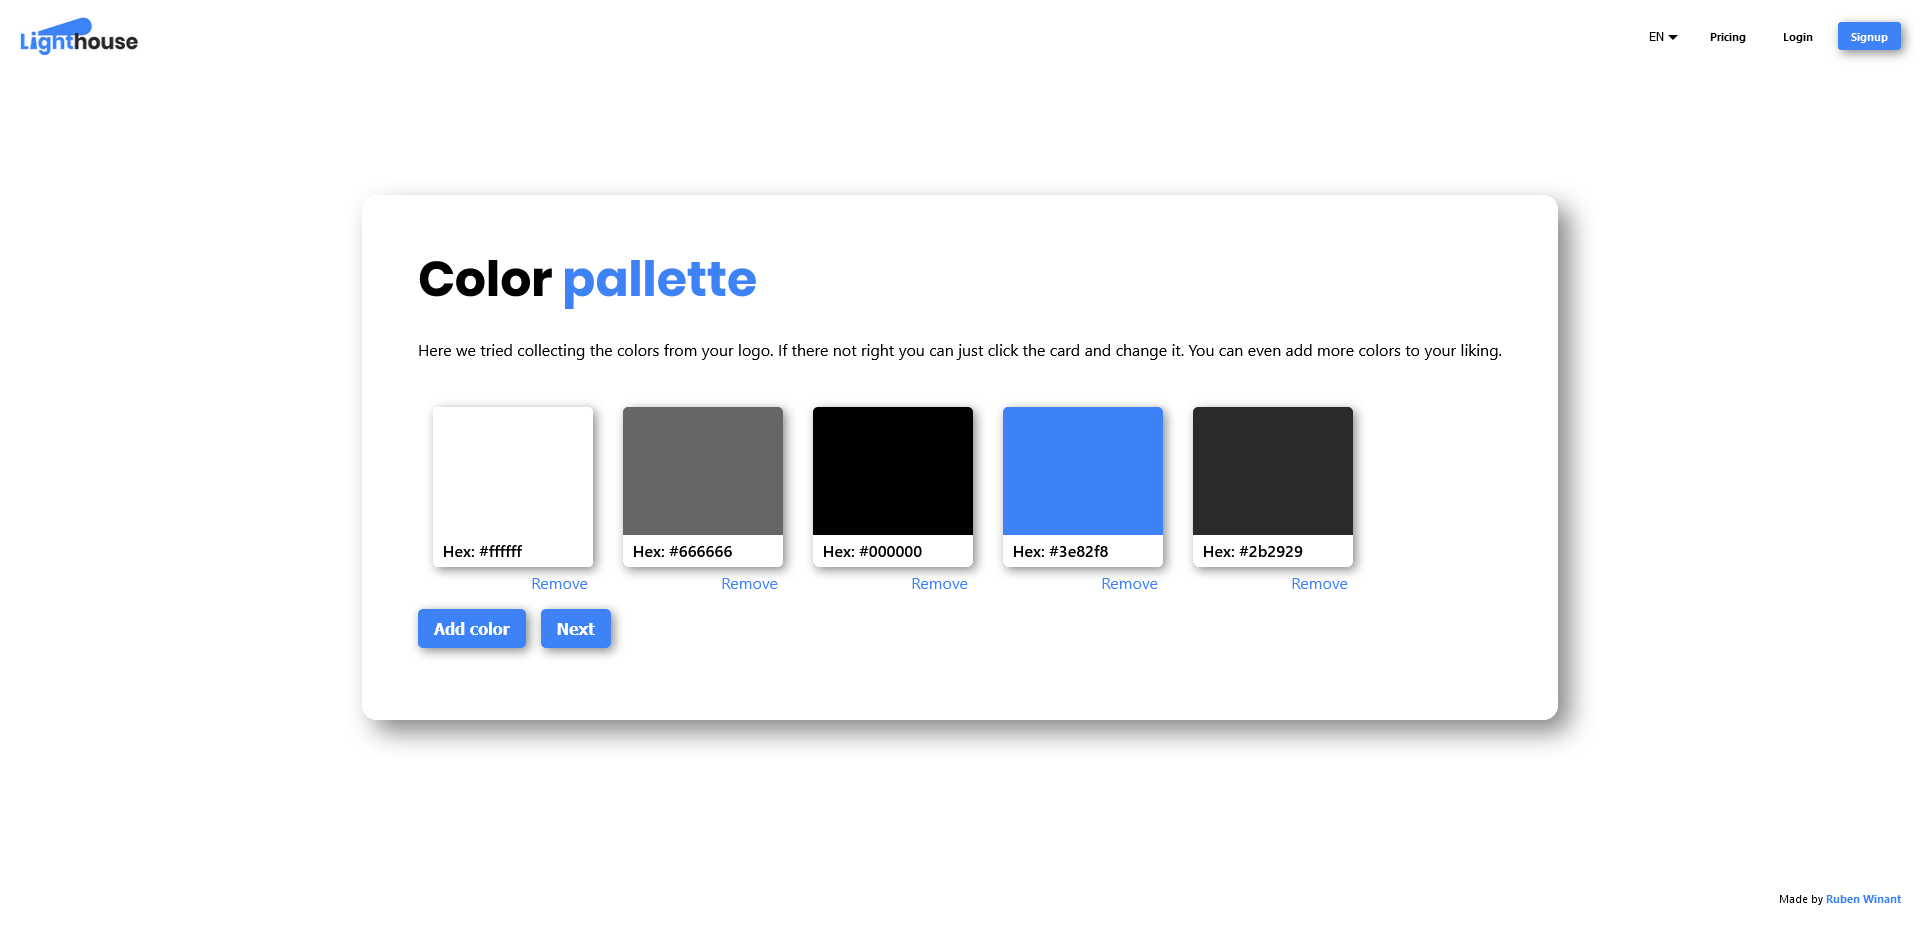 Lighthouse
EN
Pricing
Login
Signup
Color pallette
Here we tried collecting the colors from your logo. If there not right you can just click the card and change it. You can even add more colors to your liking.
Hex: #ffffff
Hex: #666666
Hex: #000000
Hex: #3e82f8
Hex: #2b2929
Remove
Remove
Remove
Remove
Remove
Add color
Next
Made by Ruben Winant